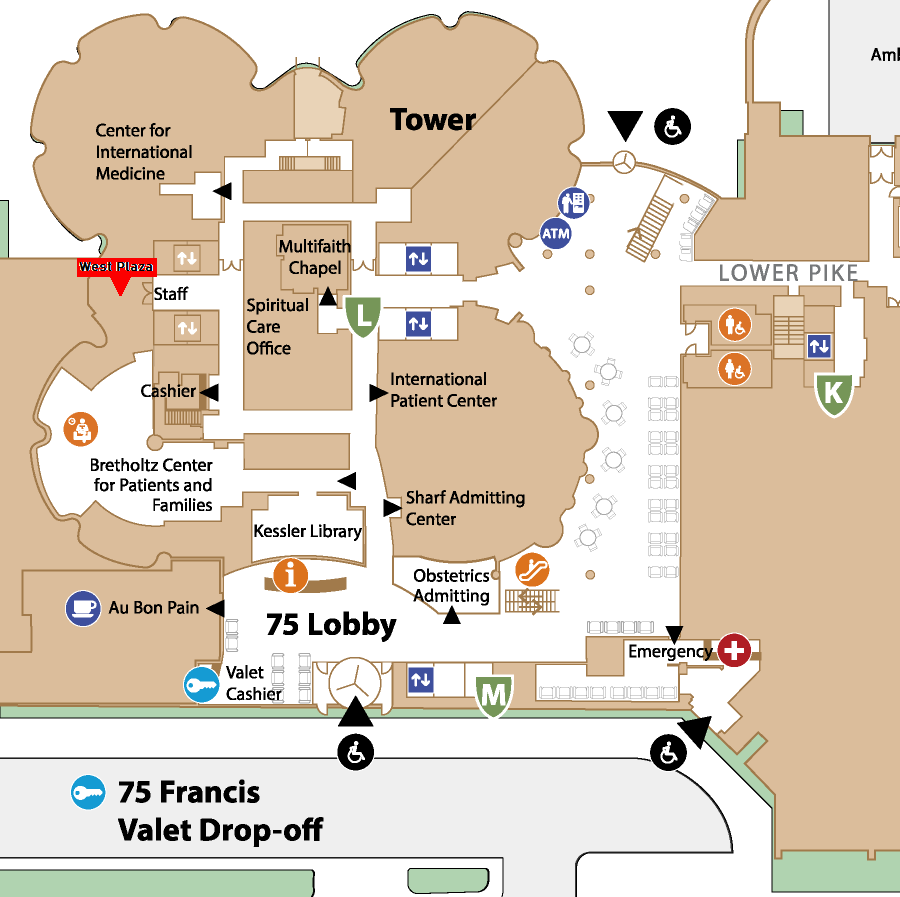 Amb
Tower
Center for
International
Medicine
ATM
Multifaith
Chapel
West Plaza
LOWER PIKE
Staff
Spiritual
Care
Office
L
International
Patient Center
K
Cashier
Bretholtz Center
for Patients and
Families
Sharf Admitting
Center
Kessler Library
i
Obstetrics
Admitting
Au Bon Pain
75 Lobby
Emergency
Valet
Cashier
M
75 Francis
Valet Drop-off